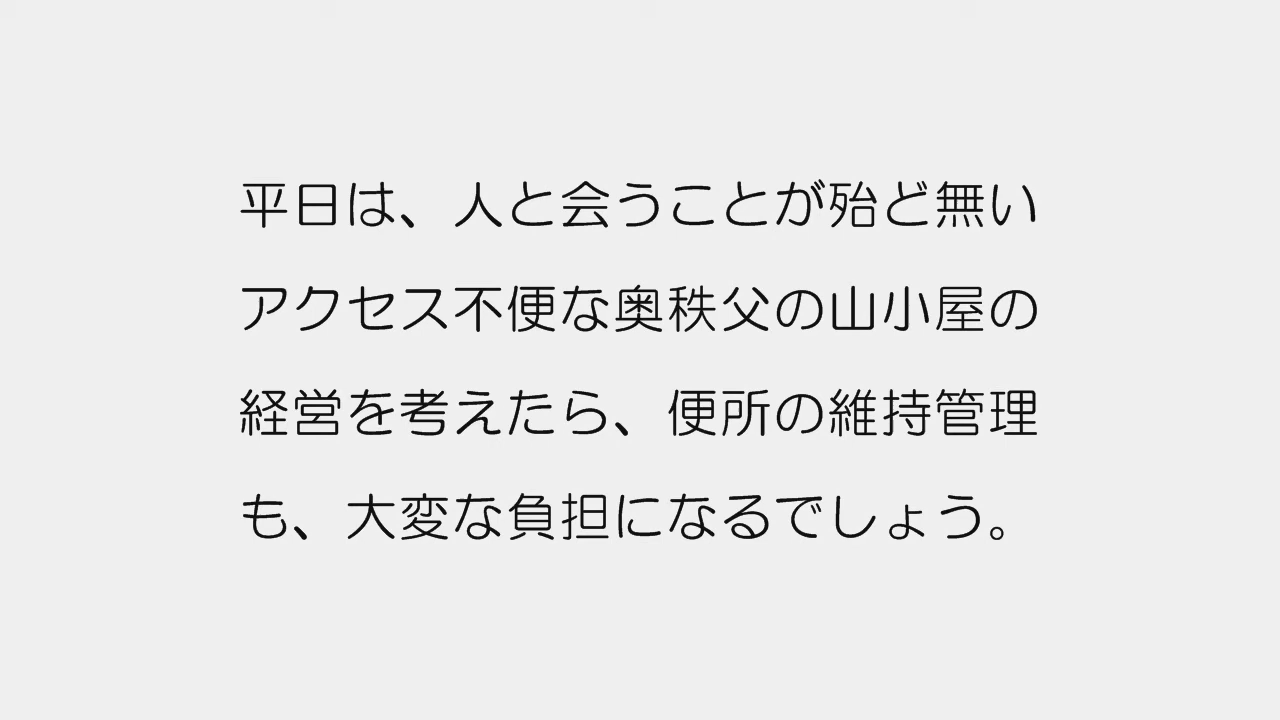 平日は、人と会うことが殆ど無い
アクセス不便な奥秩父の山小屋の
経営を考えたら、便所の維持管理
も、大変な負担になるでしょう。